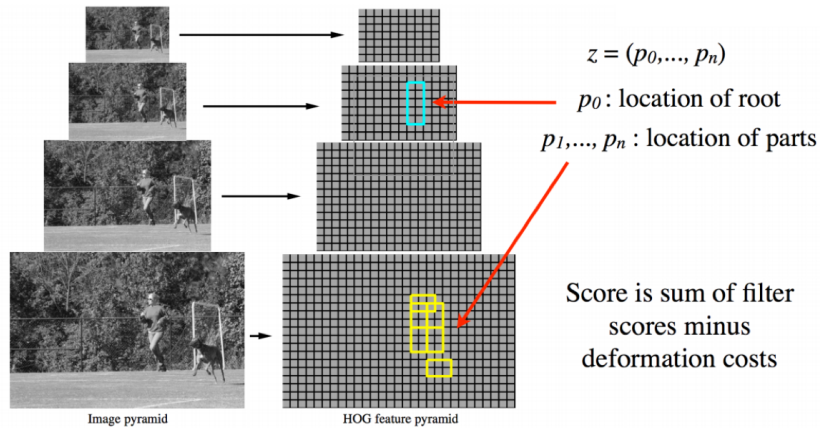 z = (p₀,..., pₙ)
p₀ : location of root
p₁,..., pₙ : location of parts
Score is sum of filter
scores minus
deformation costs
Image pyramid
HOG feature pyramid